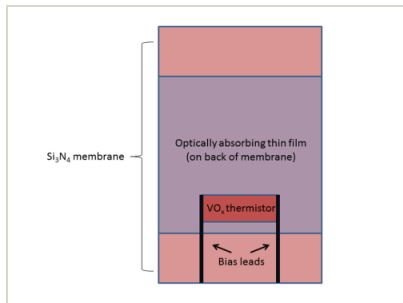 Optically absorbing thin film
(on back of membrane)
Si₃N₄ membrane
VOₓ thermistor
Bias leads